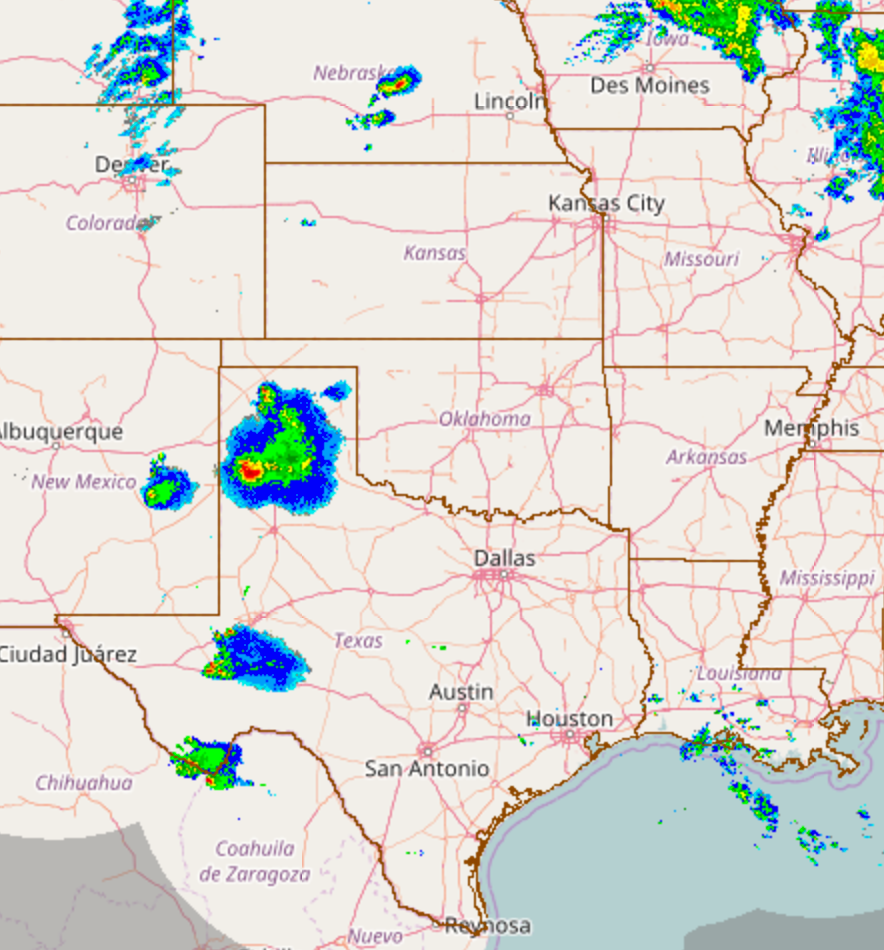 Iowa
Nebraska
Des Moines
Lincoln
Denver
Illinois
Kansas City
Colorado
Kansas
Missouri
Albuquerque
Oklahoma
Memphis
New Mexico
Arkansas
Dallas
Mississippi
Ciudad Juárez
Texas
Louisiana
Austin
Houston
San Antonio
Chihuahua
Coahuila
de Zaragoza
Reynosa
Nuevo